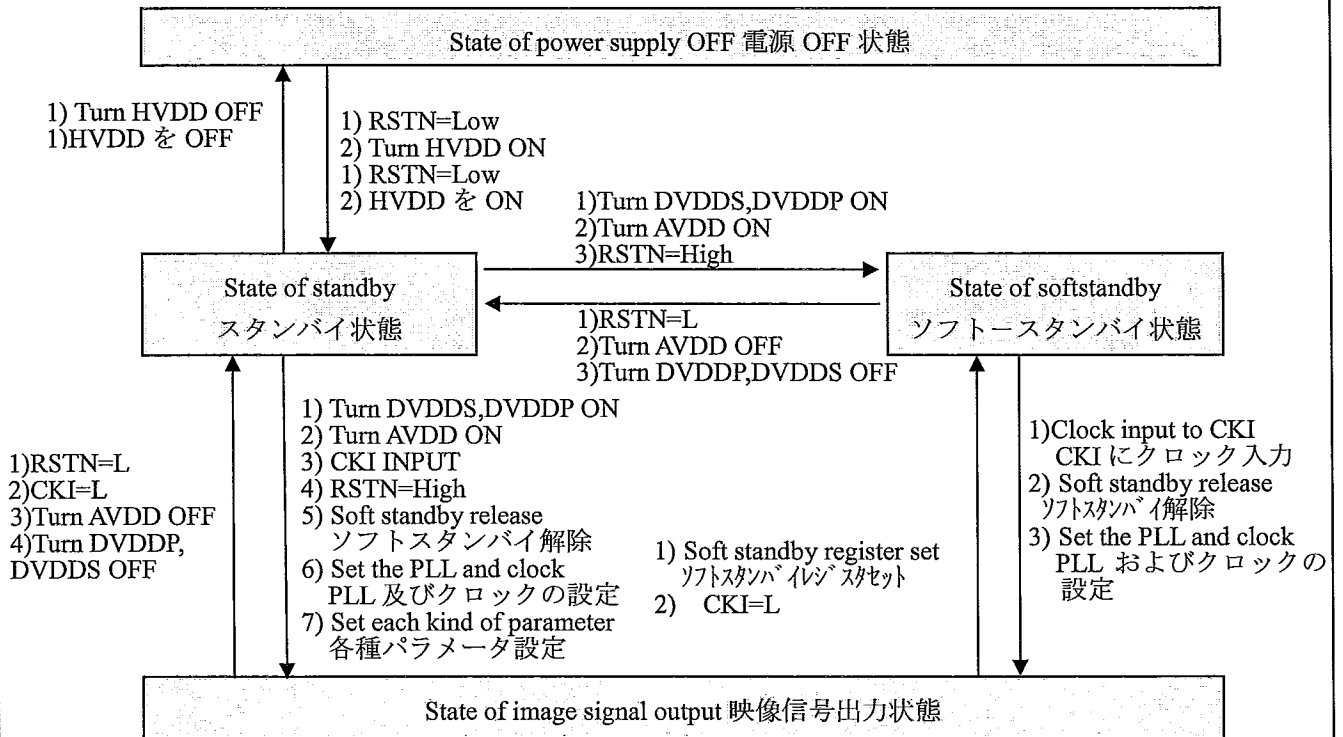 State of power supply OFF 電源 OFF 状態
1) Turn HVDD OFF
1)HVDD を OFF
1) RSTN=Low
2) Turn HVDD ON
1) RSTN=Low
2) HVDD を ON
1)Turn DVDDS,DVDDP ON
2)Turn AVDD ON
3)RSTN=High
State of standby
スタンバイ状態
State of softstandby
ソフトースタンバイ状態
1)RSTN=L
2)Turn AVDD OFF
3)Turn DVDDP,DVDDS OFF
1)RSTN=L
2)CKI=L
3)Turn AVDD OFF
4)Turn DVDDP,
DVDDS OFF
1) Turn DVDDS,DVDDP ON
2) Turn AVDD ON
3) CKI INPUT
4) RSTN=High
5) Soft standby release
ソフトスタンバイ解除
6) Set the PLL and clock
PLL 及びクロックの設定
7) Set each kind of parameter
各種パラメータ設定
1) Soft standby register set
ソフトスタンバイレジスタセット
2) CKI=L
1)Clock input to CKI
CKI にクロック入力
2) Soft standby release
ソフトスタンバイ解除
3) Set the PLL and clock
PLL およびクロックの
設定
State of image signal output 映像信号出力状態